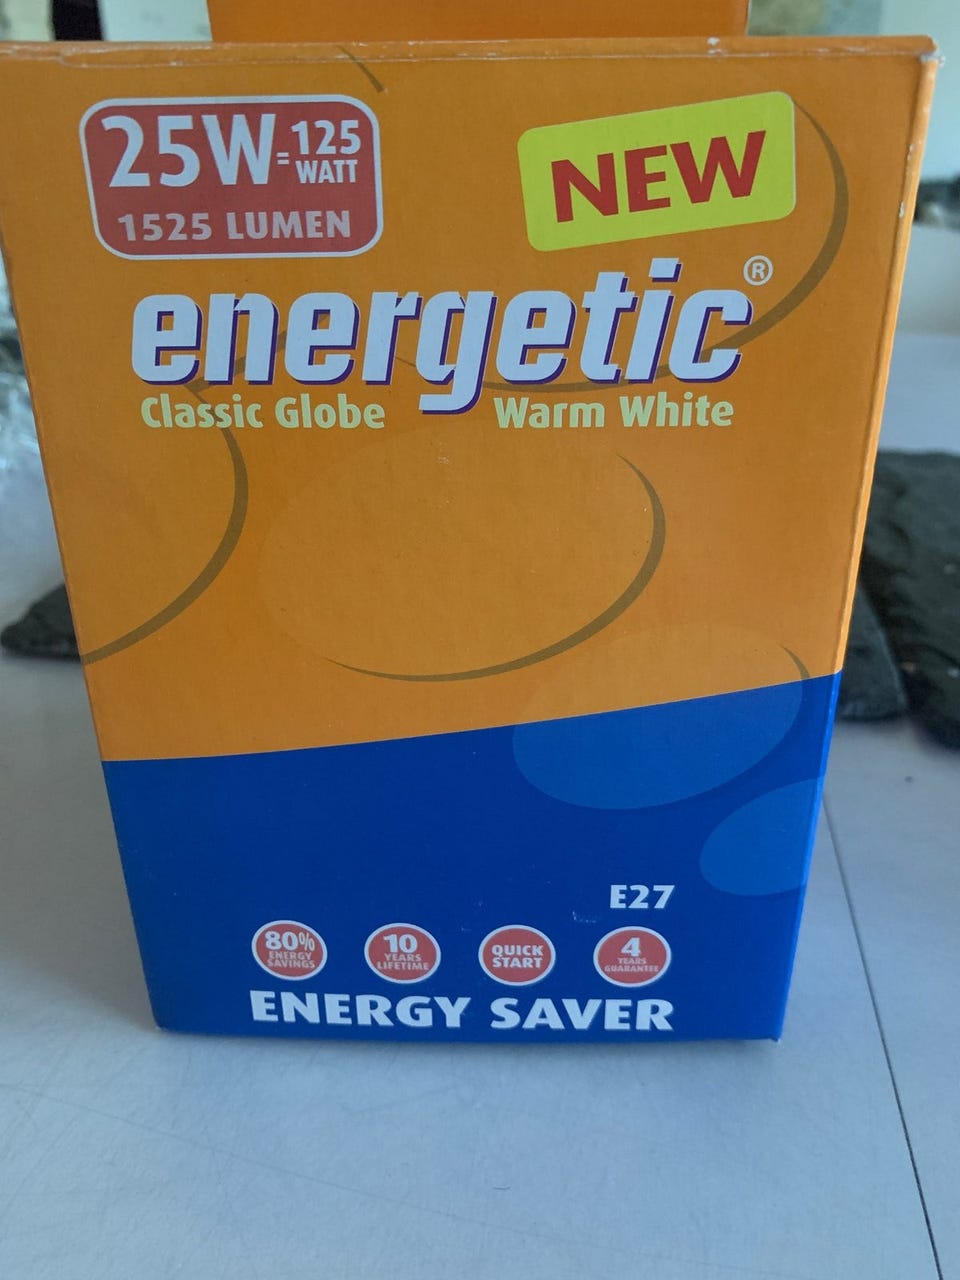 25W=125 WATT
1525 LUMEN
NEW
energetic®
Classic Globe Warm White
E27
80% ENERGY SAVINGS
10 YEARS LIFETIME
QUICK START
4 YEARS GUARANTEE
ENERGY SAVER